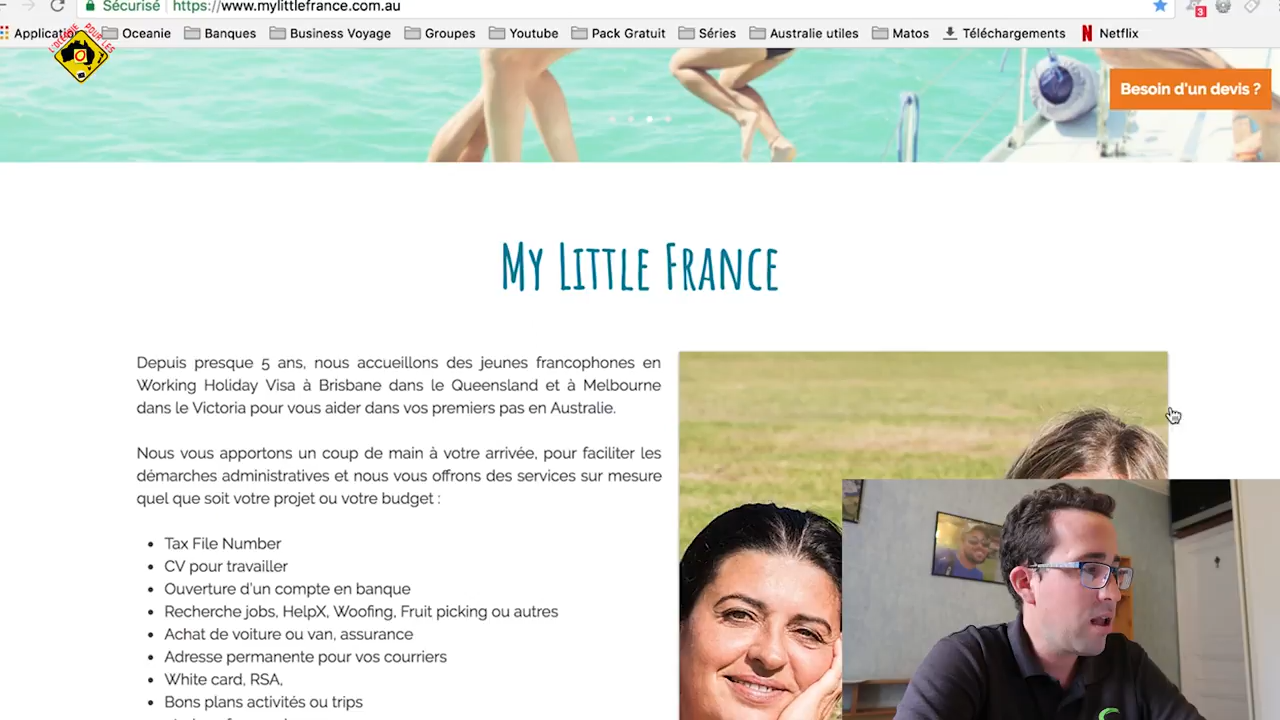 Sécurisé https://www.mylittlefrance.com.au
3
Oceanie Banques Business Voyage Groupes Youtube Pack Gratuit Séries Australie utiles Matos Téléchargements Netflix
POUR LES
Besoin d'un devis ?
My Little France
Depuis presque 5 ans, nous accueillons des jeunes francophones en
Working Holiday Visa à Brisbane dans le Queensland et à Melbourne
dans le Victoria pour vous aider dans vos premiers pas en Australie.
Nous vous apportons un coup de main à votre arrivée, pour faciliter les
démarches administratives et nous vous offrons des services sur mesure
quel que soit votre projet ou votre budget :
• Tax File Number
• CV pour travailler
• Ouverture d'un compte en banque
• Recherche jobs, HelpX, Woofing, Fruit picking ou autres
• Achat de voiture ou van, assurance
• Adresse permanente pour vos courriers
• White card, RSA,
• Bons plans activités ou trips